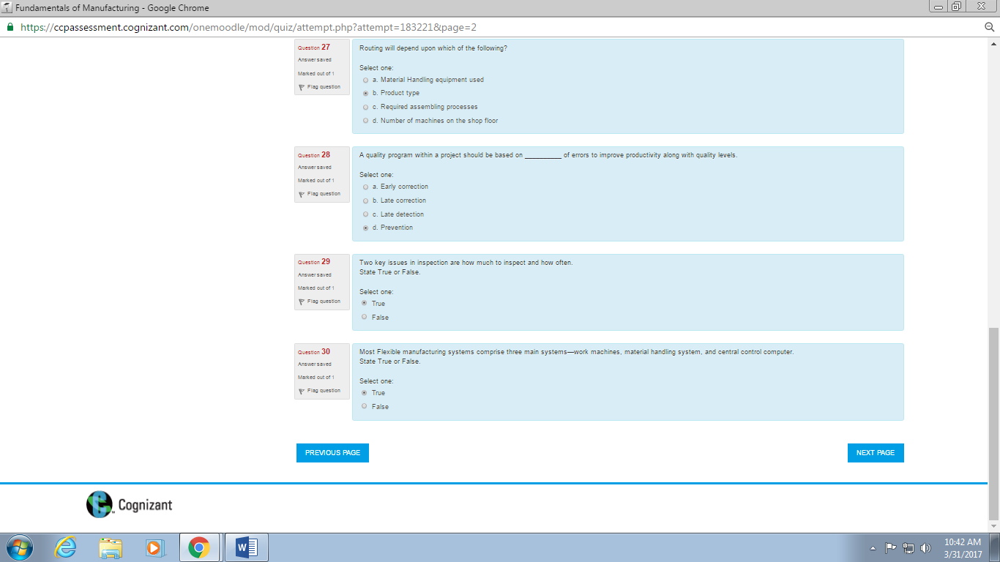 Fundamentals of Manufacturing - Google Chrome
https://ccpassessment.cognizant.com/onemoodle/mod/quiz/attempt.php?attempt=183221&page=2
Question 27
Answer saved
Marked out of 1
Flag question
Routing will depend upon which of the following?
Select one:
a. Material Handling equipment used
b. Product type
c. Required assembling processes
d. Number of machines on the shop floor
Question 28
Answer saved
Marked out of 1
Flag question
A quality program within a project should be based on __________ of errors to improve productivity along with quality levels.
Select one:
a. Early correction
b. Late correction
c. Late detection
d. Prevention
Question 29
Answer saved
Marked out of 1
Flag question
Two key issues in inspection are how much to inspect and how often.
State True or False.
Select one:
True
False
Question 30
Answer saved
Marked out of 1
Flag question
Most Flexible manufacturing systems comprise three main systems—work machines, material handling system, and central control computer.
State True or False.
Select one:
True
False
PREVIOUS PAGE
NEXT PAGE
Cognizant
W
10:42 AM
3/31/2017